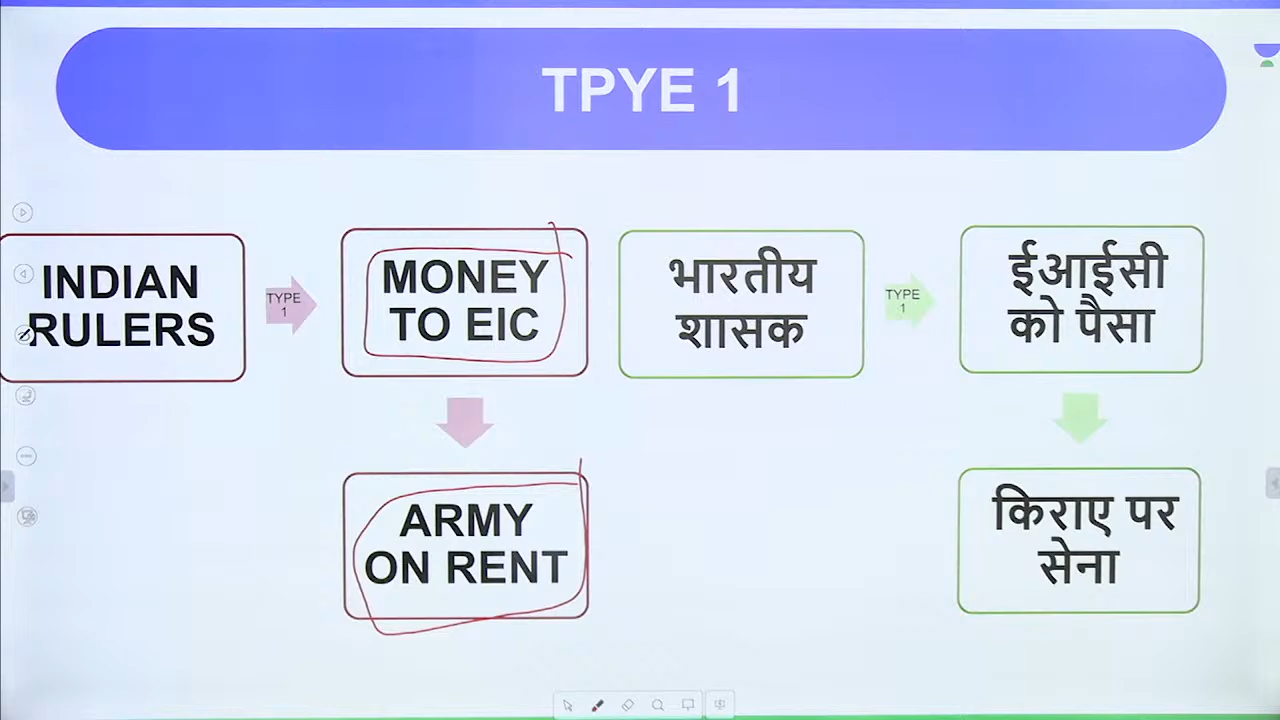 TPYE 1
INDIAN
RULERS
TYPE
1
MONEY
TO EIC
ARMY
ON RENT
भारतीय
शासक
TYPE
1
ईआईसी
को पैसा
किराए पर
सेना